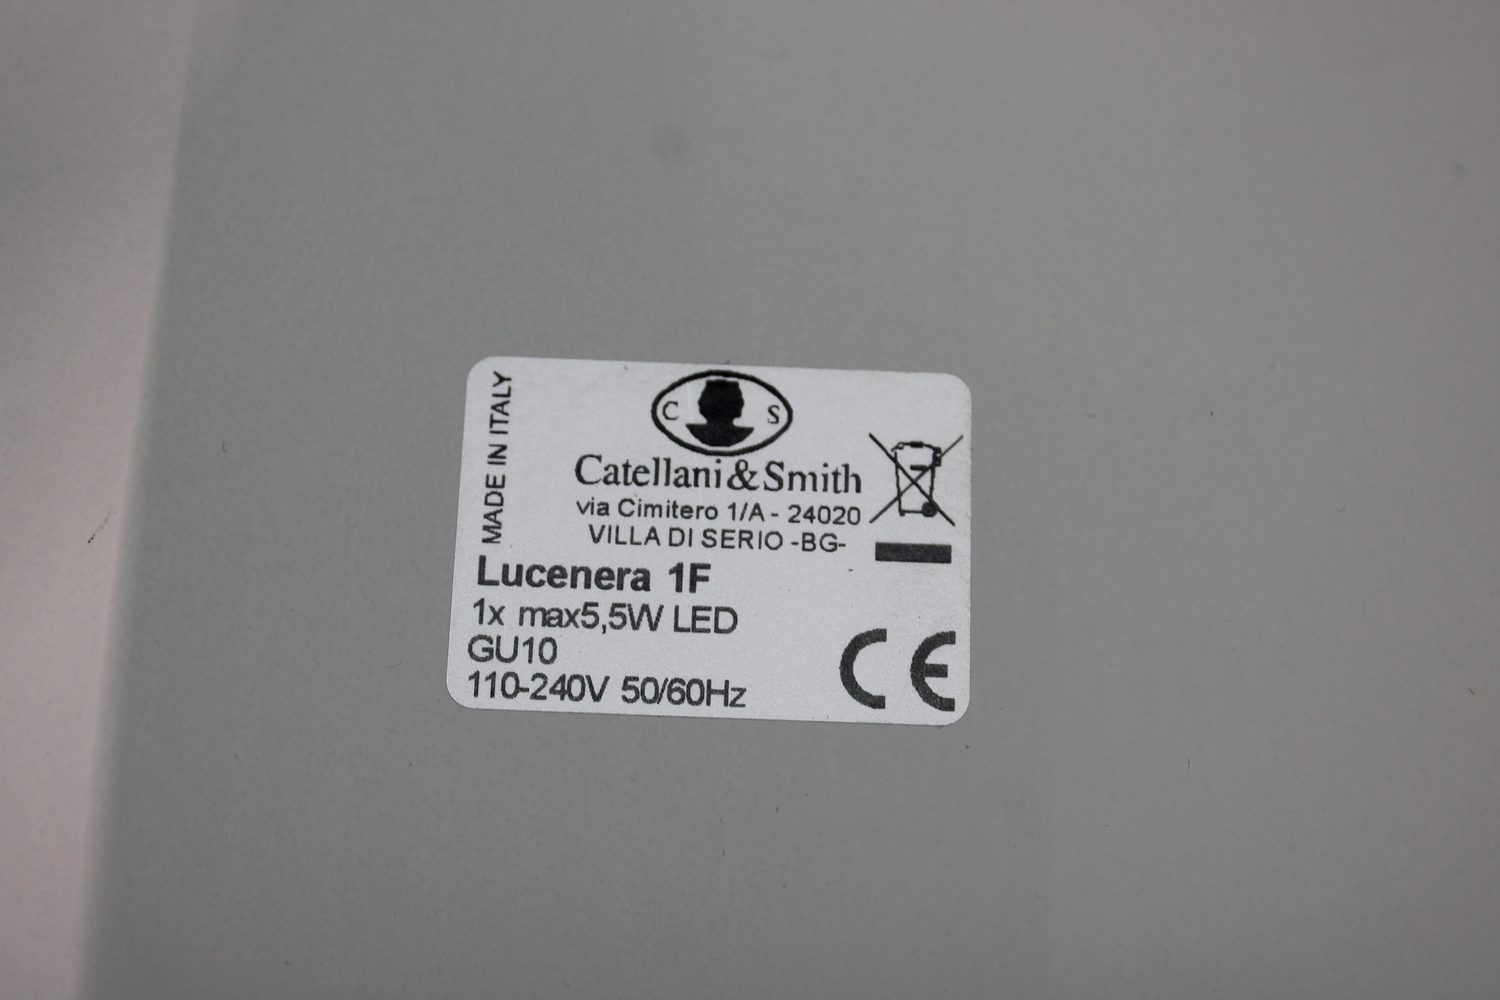 MADE IN ITALY
C S
Catellani & Smith
via Cimitero 1/A - 24020
VILLA DI SERIO -BG-
Lucenera 1F
1x max5,5W LED
GU10
110-240V 50/60Hz
CE